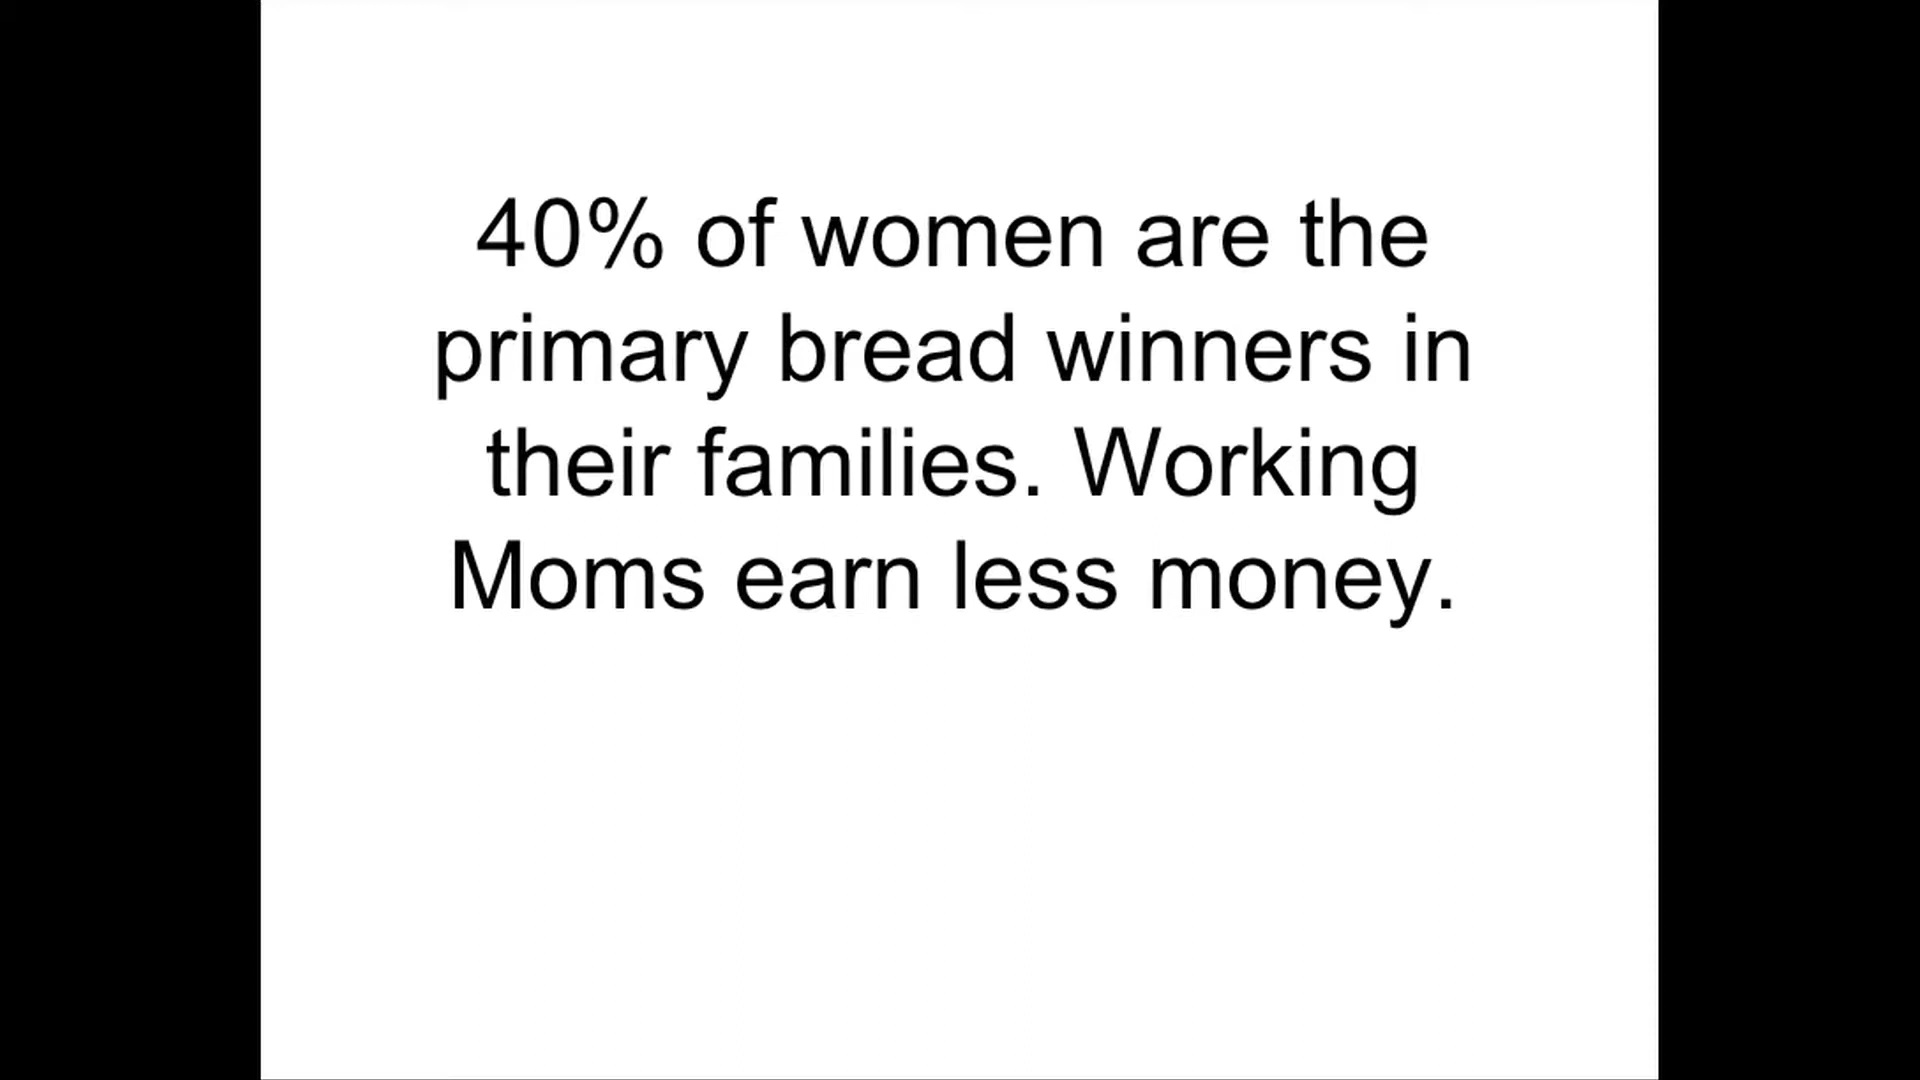 40% of women are the
primary bread winners in
their families. Working
Moms earn less money.